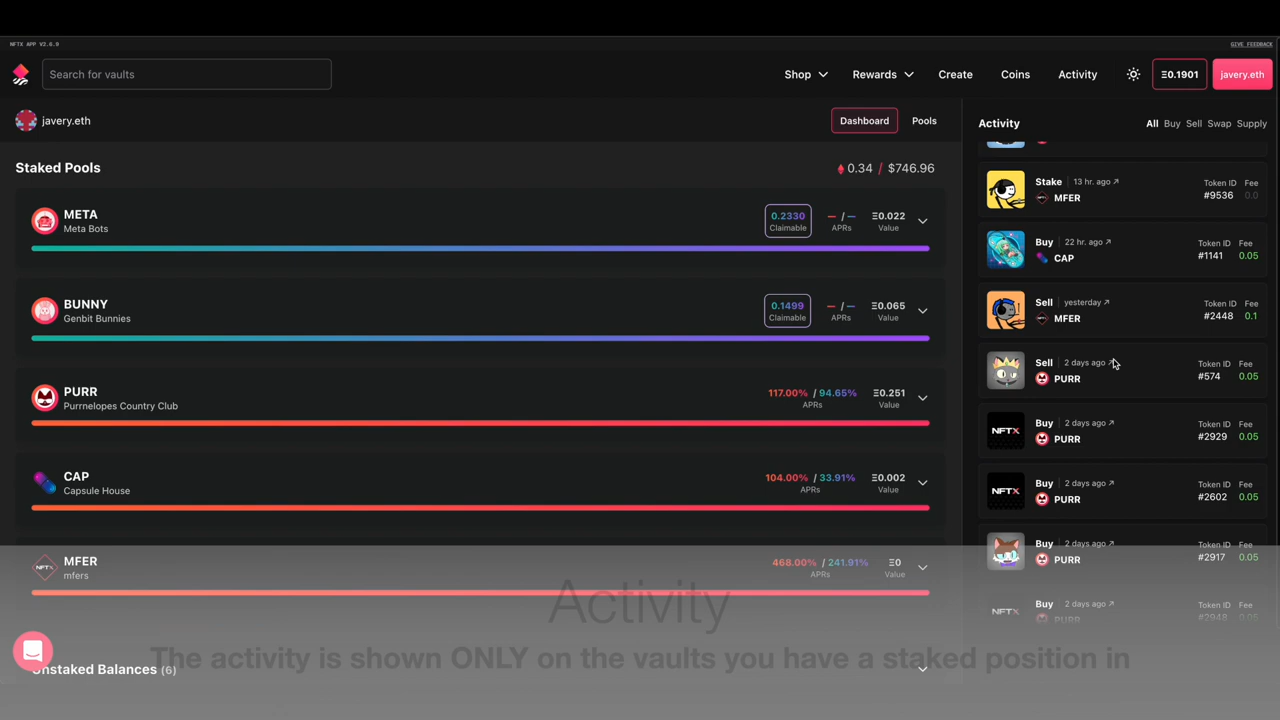 NFTX APP V2.6.0
GIVE FEEDBACK
Search for vaults
Shop
Rewards
Create
Coins
Activity
Ξ0.1901
javery.eth
javery.eth
Dashboard
Pools
Staked Pools
0.34 / $746.96
META
Meta Bots
0.2330
Claimable
— / —
APRs
Ξ0.022
Value
BUNNY
Genbit Bunnies
0.1499
Claimable
— / —
APRs
Ξ0.065
Value
PURR
Purrnelopes Country Club
117.00% / 94.65%
APRs
Ξ0.251
Value
CAP
Capsule House
104.00% / 33.91%
APRs
Ξ0.002
Value
NFTX
MFER
mfers
468.00% / 241.91%
APRs
Ξ0
Value
Unstaked Balances (6)
Activity
All Buy Sell Swap Supply
Stake 13 hr. ago ↗
MFER
Token ID Fee
#9536 0.0
Buy 22 hr. ago ↗
CAP
Token ID Fee
#1141 0.05
Sell yesterday ↗
MFER
Token ID Fee
#2448 0.1
Sell 2 days ago ↗
PURR
Token ID Fee
#574 0.05
NFTX
Buy 2 days ago ↗
PURR
Token ID Fee
#2929 0.05
NFTX
Buy 2 days ago ↗
PURR
Token ID Fee
#2602 0.05
Buy 2 days ago ↗
PURR
Token ID Fee
#2917 0.05
NFTX
Buy 2 days ago ↗
PURR
Token ID Fee
#2948 0.05
Activity
The activity is shown ONLY on the vaults you have a staked position in